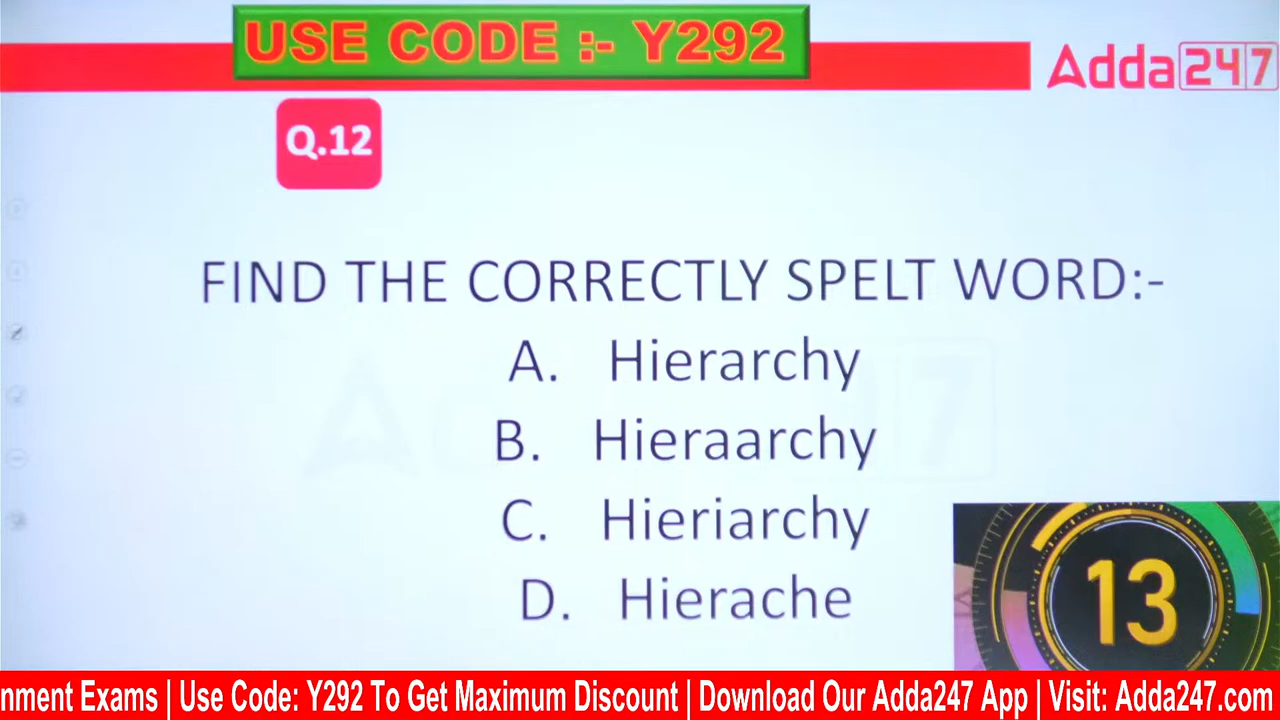 USE CODE :- Y292
Adda247
Q.12
FIND THE CORRECTLY SPELT WORD:-
A. Hierarchy
B. Hieraarchy
C. Hieriarchy
D. Hierache
13
nment Exams | Use Code: Y292 To Get Maximum Discount | Download Our Adda247 App | Visit: Adda247.com